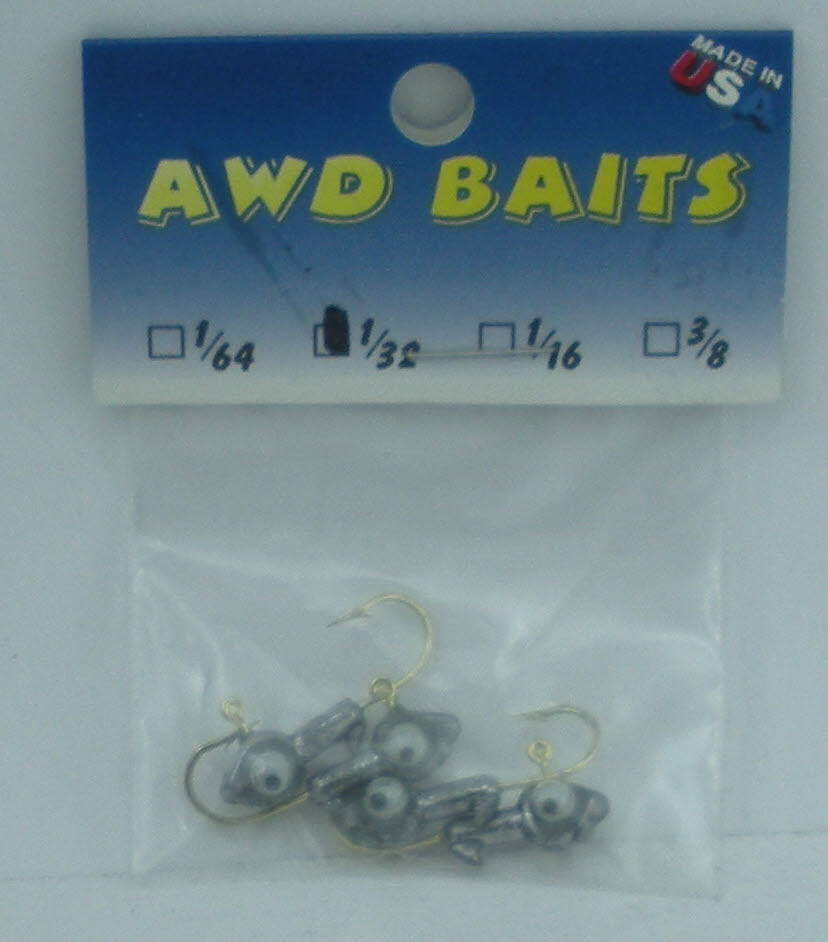 MADE IN
USA
AWD BAITS
1/64 1/32 1/16 3/8